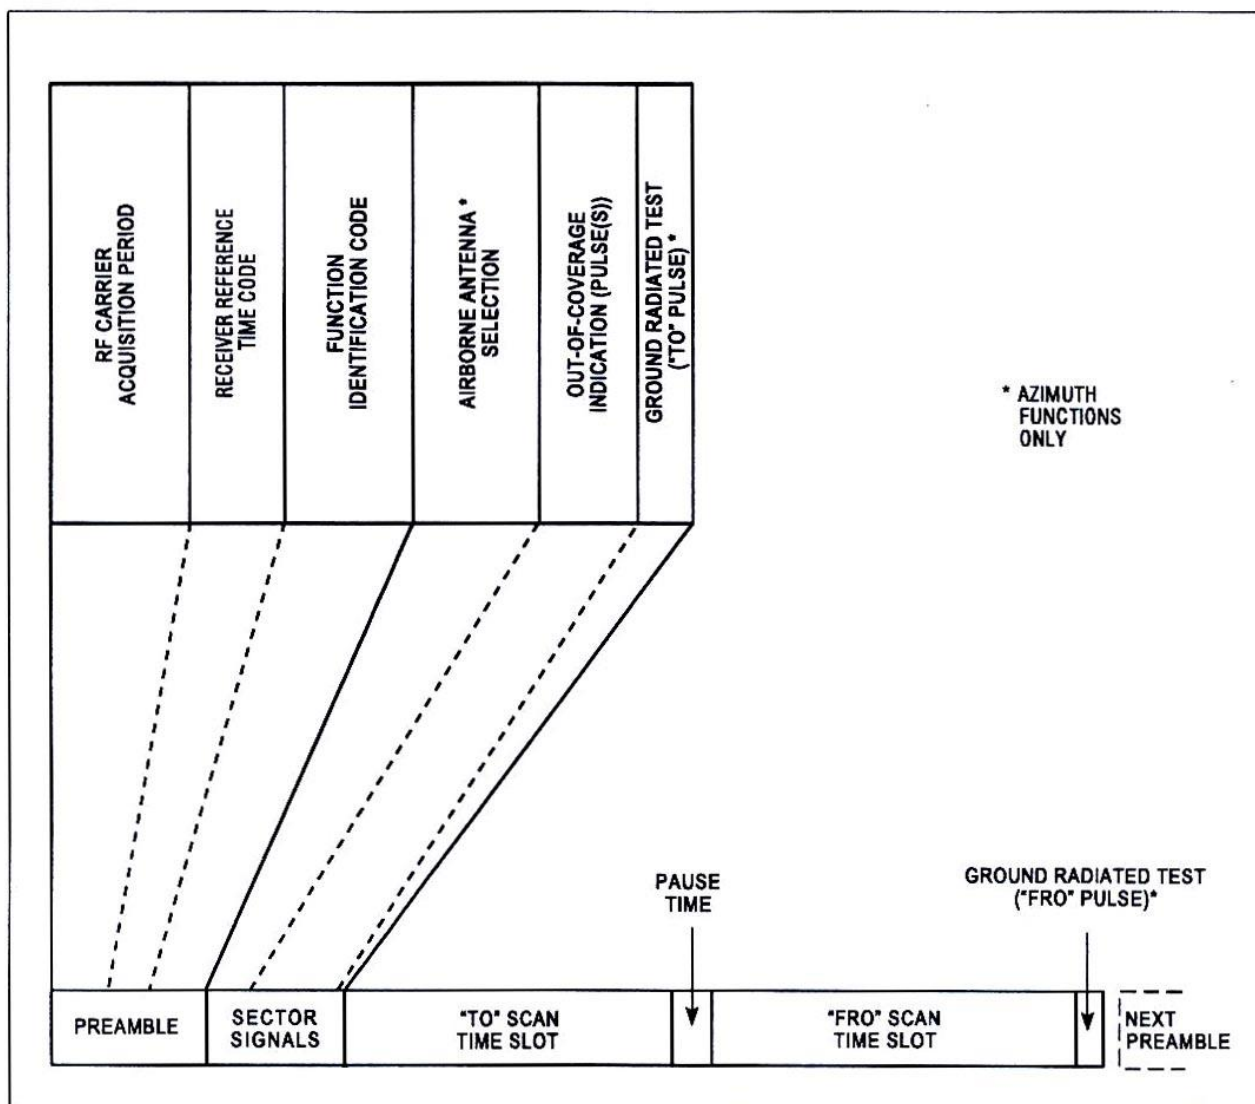 RF CARRIER
ACQUISITION PERIOD
RECEIVER REFERENCE
TIME CODE
FUNCTION
IDENTIFICATION CODE
AIRBORNE ANTENNA *
SELECTION
OUT-OF-COVERAGE
INDICATION (PULSE(S))
GROUND RADIATED TEST
("TO" PULSE) *
* AZIMUTH
FUNCTIONS
ONLY
PAUSE
TIME
GROUND RADIATED TEST
("FRO" PULSE)*
PREAMBLE
SECTOR
SIGNALS
"TO" SCAN
TIME SLOT
"FRO" SCAN
TIME SLOT
NEXT
PREAMBLE